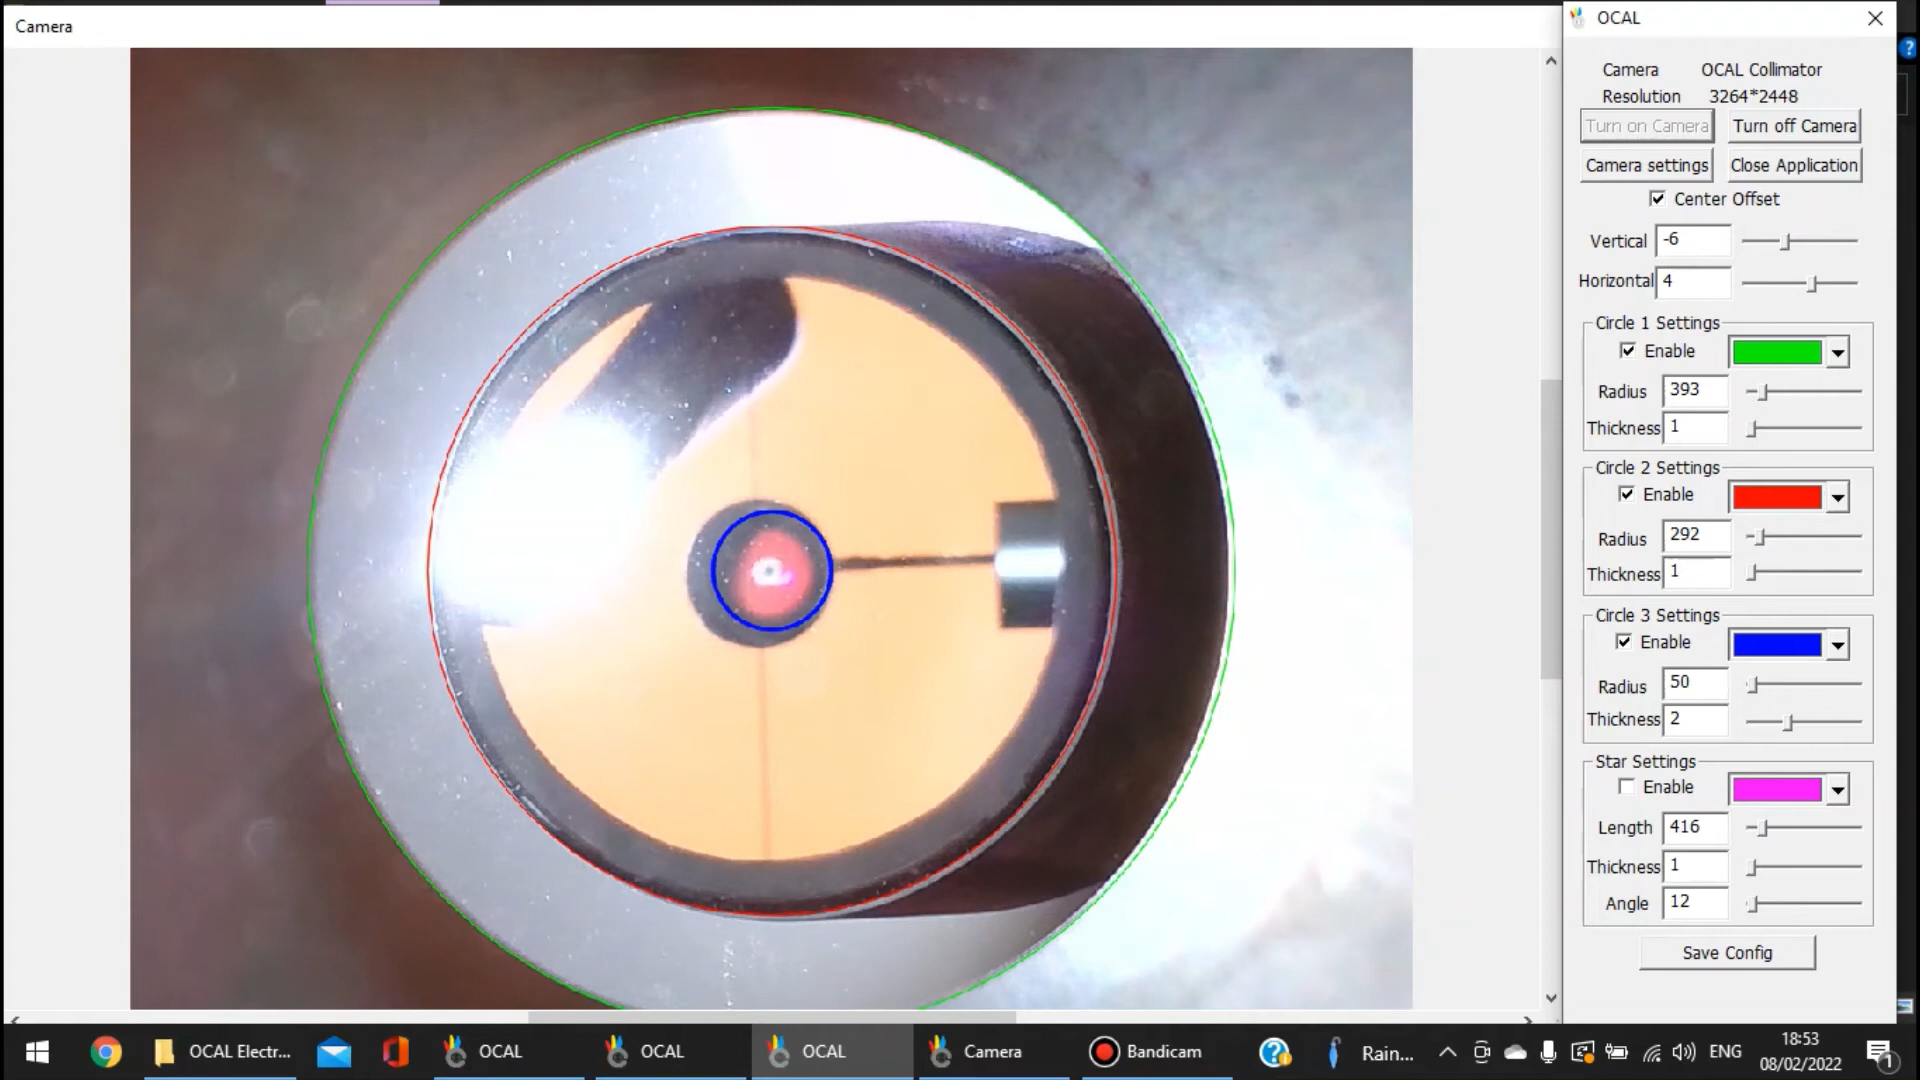 Camera
OCAL
Camera OCAL Collimator
Resolution 3264*2448
Turn on Camera Turn off Camera
Camera settings Close Application
Center Offset
Vertical -6
Horizontal 4
Circle 1 Settings
Enable
Radius 393
Thickness 1
Circle 2 Settings
Enable
Radius 292
Thickness 1
Circle 3 Settings
Enable
Radius 50
Thickness 2
Star Settings
Enable
Length 416
Thickness 1
Angle 12
Save Config
OCAL Electr... OCAL OCAL OCAL Camera Bandicam Rain... ENG 18:53
08/02/2022
1